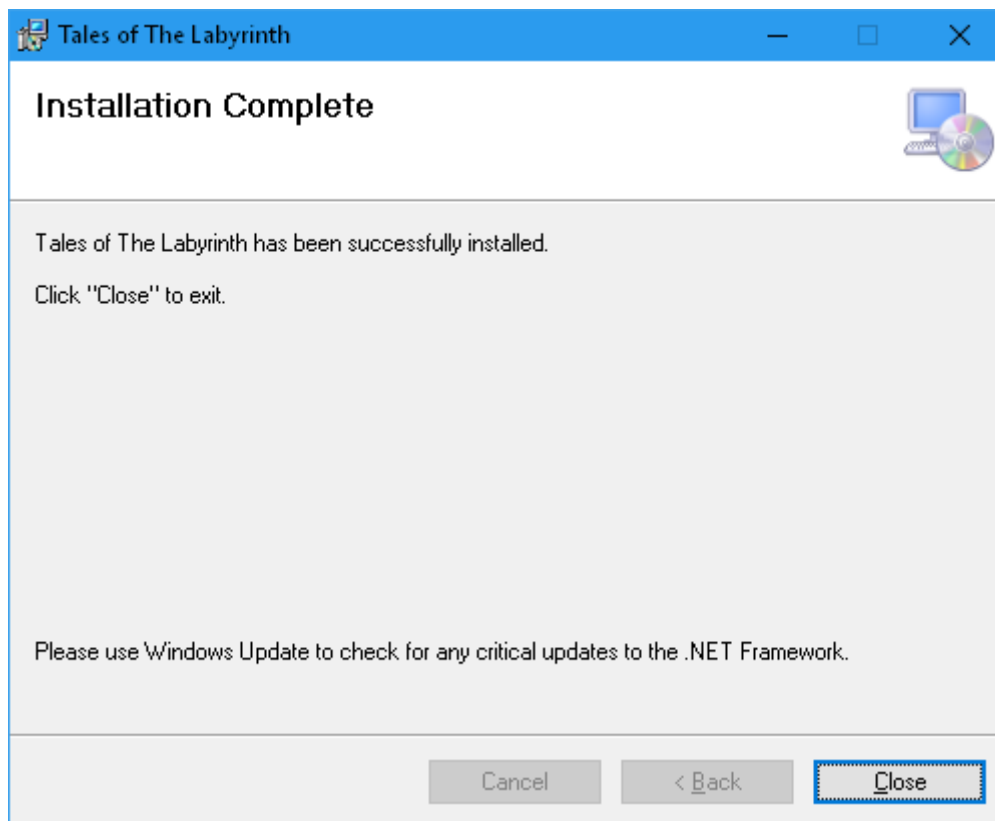 Tales of The Labyrinth
Installation Complete
Tales of The Labyrinth has been successfully installed.
Click "Close" to exit.
Please use Windows Update to check for any critical updates to the .NET Framework.
Cancel
< Back
Close